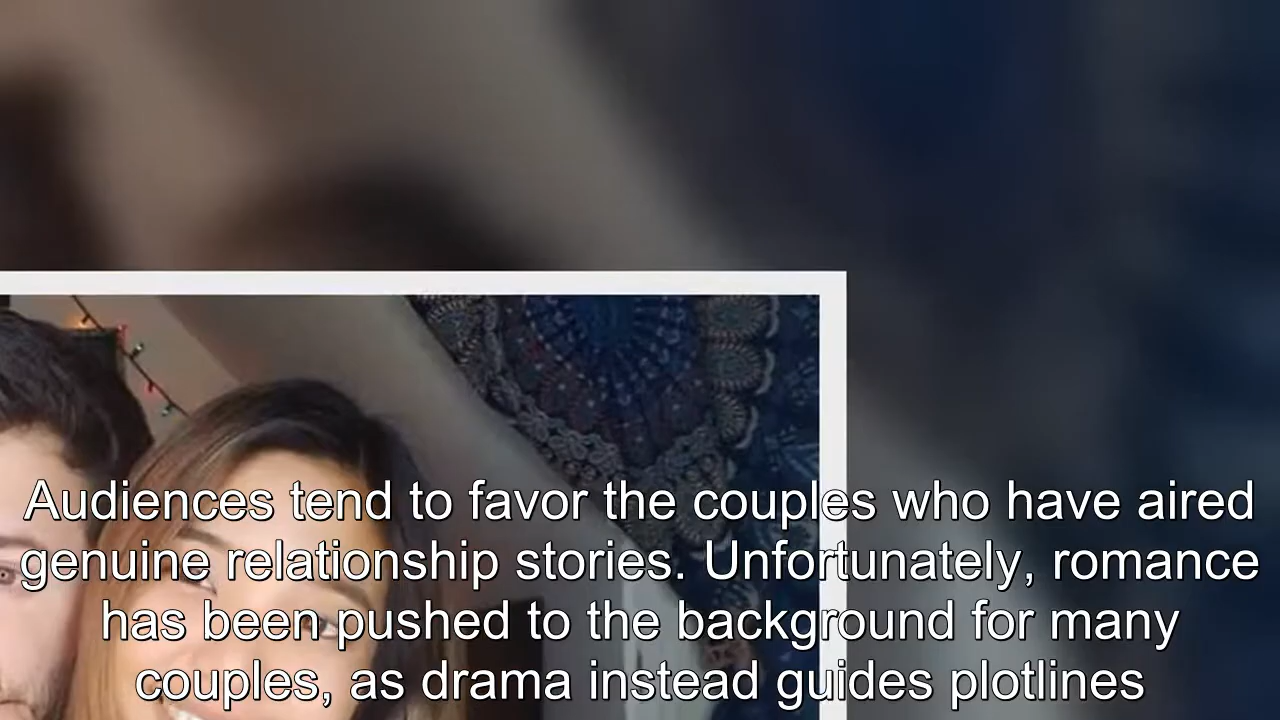 Audiences tend to favor the couples who have aired
genuine relationship stories. Unfortunately, romance
has been pushed to the background for many
couples, as drama instead guides plotlines